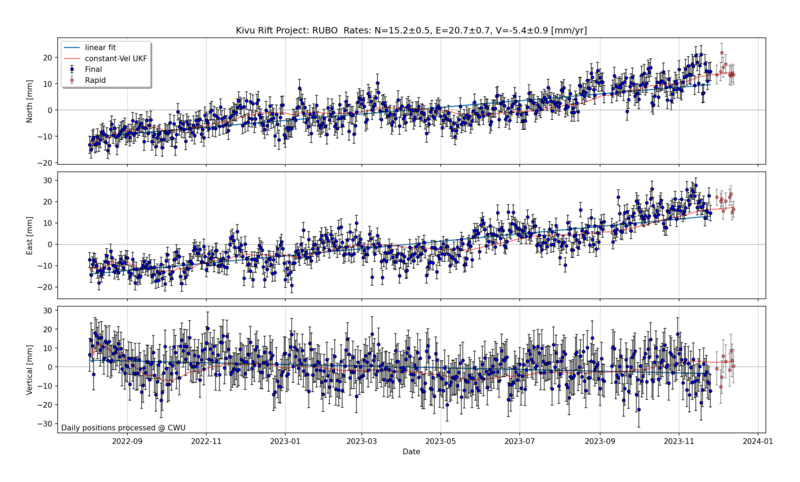 Kivu Rift Project: RUBO Rates: N=15.2±0.5, E=20.7±0.7, V=-5.4±0.9 [mm/yr]
linear fit
constant-Vel UKF
Final
Rapid
North [mm]
20
10
0
−10
−20
East [mm]
30
20
10
0
−10
−20
Vertical [mm]
30
20
10
0
−10
−20
−30
Daily positions processed @ CWU
2022-09
2022-11
2023-01
2023-03
2023-05
2023-07
2023-09
2023-11
2024-01
Date